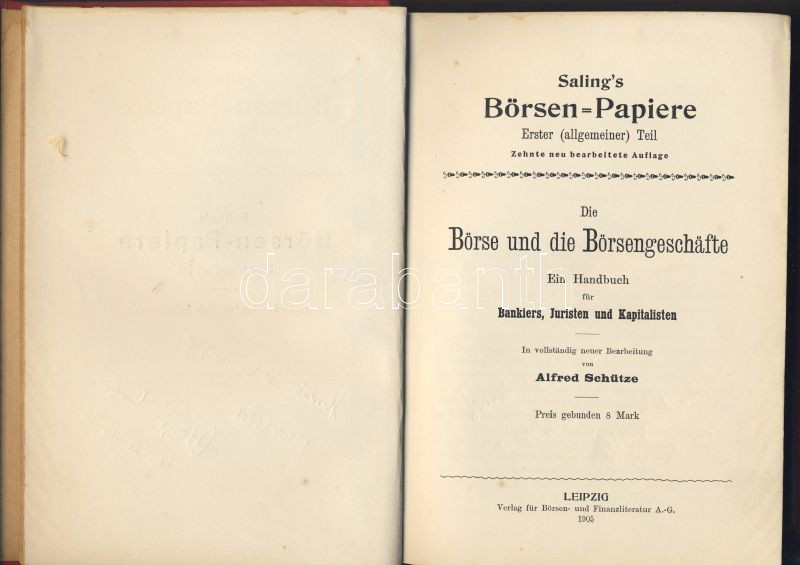 Saling's
Börsen=Papiere
Erster (allgemeiner) Teil
Zehnte neu bearbeitete Auflage
Die
Börse und die Börsengeschäfte
Ein Handbuch
für
Bankiers, Juristen und Kapitalisten
In vollständig neuer Bearbeitung
von
Alfred Schütze
Preis gebunden 8 Mark
LEIPZIG
Verlag für Börsen- und Finanzliteratur A.-G.
1905
darabanth